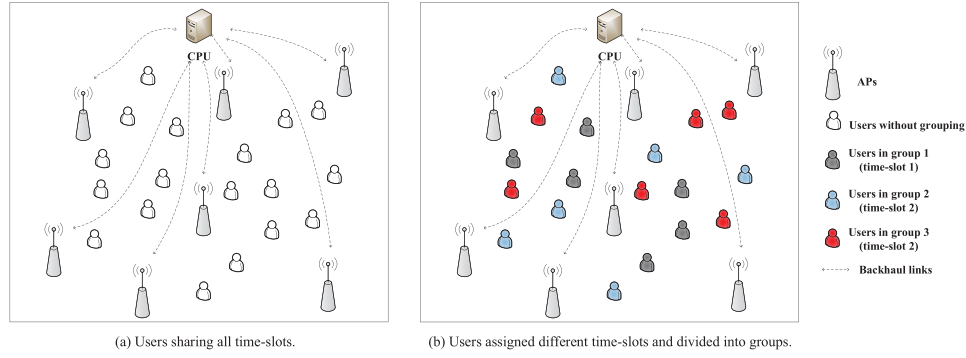 CPU
CPU
APs
Users without grouping
Users in group 1
(time-slot 1)
Users in group 2
(time-slot 2)
Users in group 3
(time-slot 2)
Backhaul links
(a) Users sharing all time-slots.
(b) Users assigned different time-slots and divided into groups.